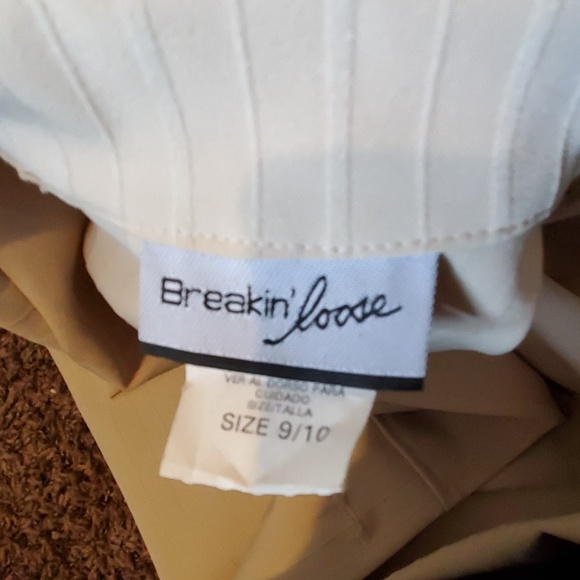 Breakin' loose
VER AL DORSO PARA
CUIDADO
SIZE/TALLA
SIZE 9/10